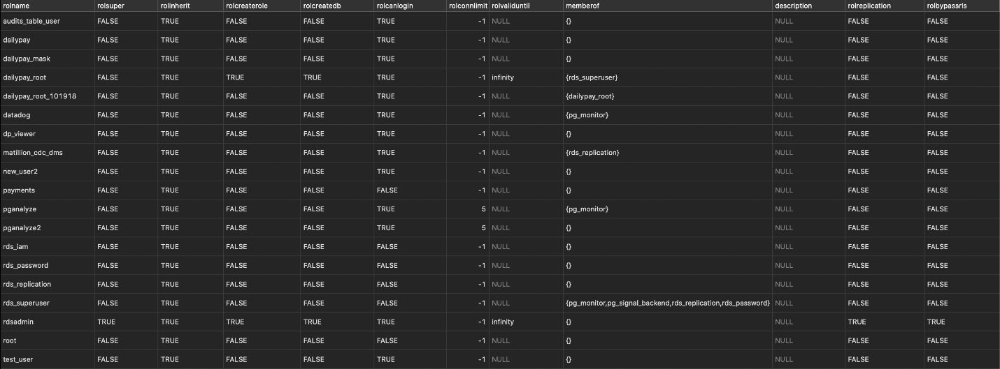 rolname rolsuper rolinherit rolcreaterole rolcreatedb rolcanlogin rolconnlimit rolvaliduntil memberof description rolreplication rolbypassrls
audits_table_user FALSE TRUE FALSE FALSE TRUE -1 NULL {} NULL FALSE FALSE
dailypay FALSE TRUE FALSE FALSE TRUE -1 NULL {} NULL FALSE FALSE
dailypay_mask FALSE TRUE FALSE FALSE TRUE -1 NULL {} NULL FALSE FALSE
dailypay_root FALSE TRUE TRUE TRUE TRUE -1 infinity {rds_superuser} NULL FALSE FALSE
dailypay_root_101918 FALSE TRUE FALSE FALSE TRUE -1 NULL {dailypay_root} NULL FALSE FALSE
datadog FALSE TRUE FALSE FALSE TRUE -1 NULL {pg_monitor} NULL FALSE FALSE
dp_viewer FALSE TRUE FALSE FALSE TRUE -1 NULL {} NULL FALSE FALSE
matillion_cdc_dms FALSE TRUE FALSE FALSE TRUE -1 NULL {rds_replication} NULL FALSE FALSE
new_user2 FALSE TRUE FALSE FALSE TRUE -1 NULL {} NULL FALSE FALSE
payments FALSE TRUE FALSE FALSE FALSE -1 NULL {} NULL FALSE FALSE
pganalyze FALSE TRUE FALSE FALSE TRUE 5 NULL {pg_monitor} NULL FALSE FALSE
pganalyze2 FALSE TRUE FALSE FALSE TRUE 5 NULL {} NULL FALSE FALSE
rds_iam FALSE TRUE FALSE FALSE FALSE -1 NULL {} NULL FALSE FALSE
rds_password FALSE TRUE FALSE FALSE FALSE -1 NULL {} NULL FALSE FALSE
rds_replication FALSE TRUE FALSE FALSE FALSE -1 NULL {} NULL FALSE FALSE
rds_superuser FALSE TRUE FALSE FALSE FALSE -1 NULL {pg_monitor,pg_signal_backend,rds_replication,rds_password} NULL FALSE FALSE
rdsadmin TRUE TRUE TRUE TRUE TRUE -1 infinity {} NULL TRUE TRUE
root FALSE TRUE FALSE FALSE FALSE -1 NULL {} NULL FALSE FALSE
test_user FALSE TRUE FALSE FALSE TRUE -1 NULL {} NULL FALSE FALSE